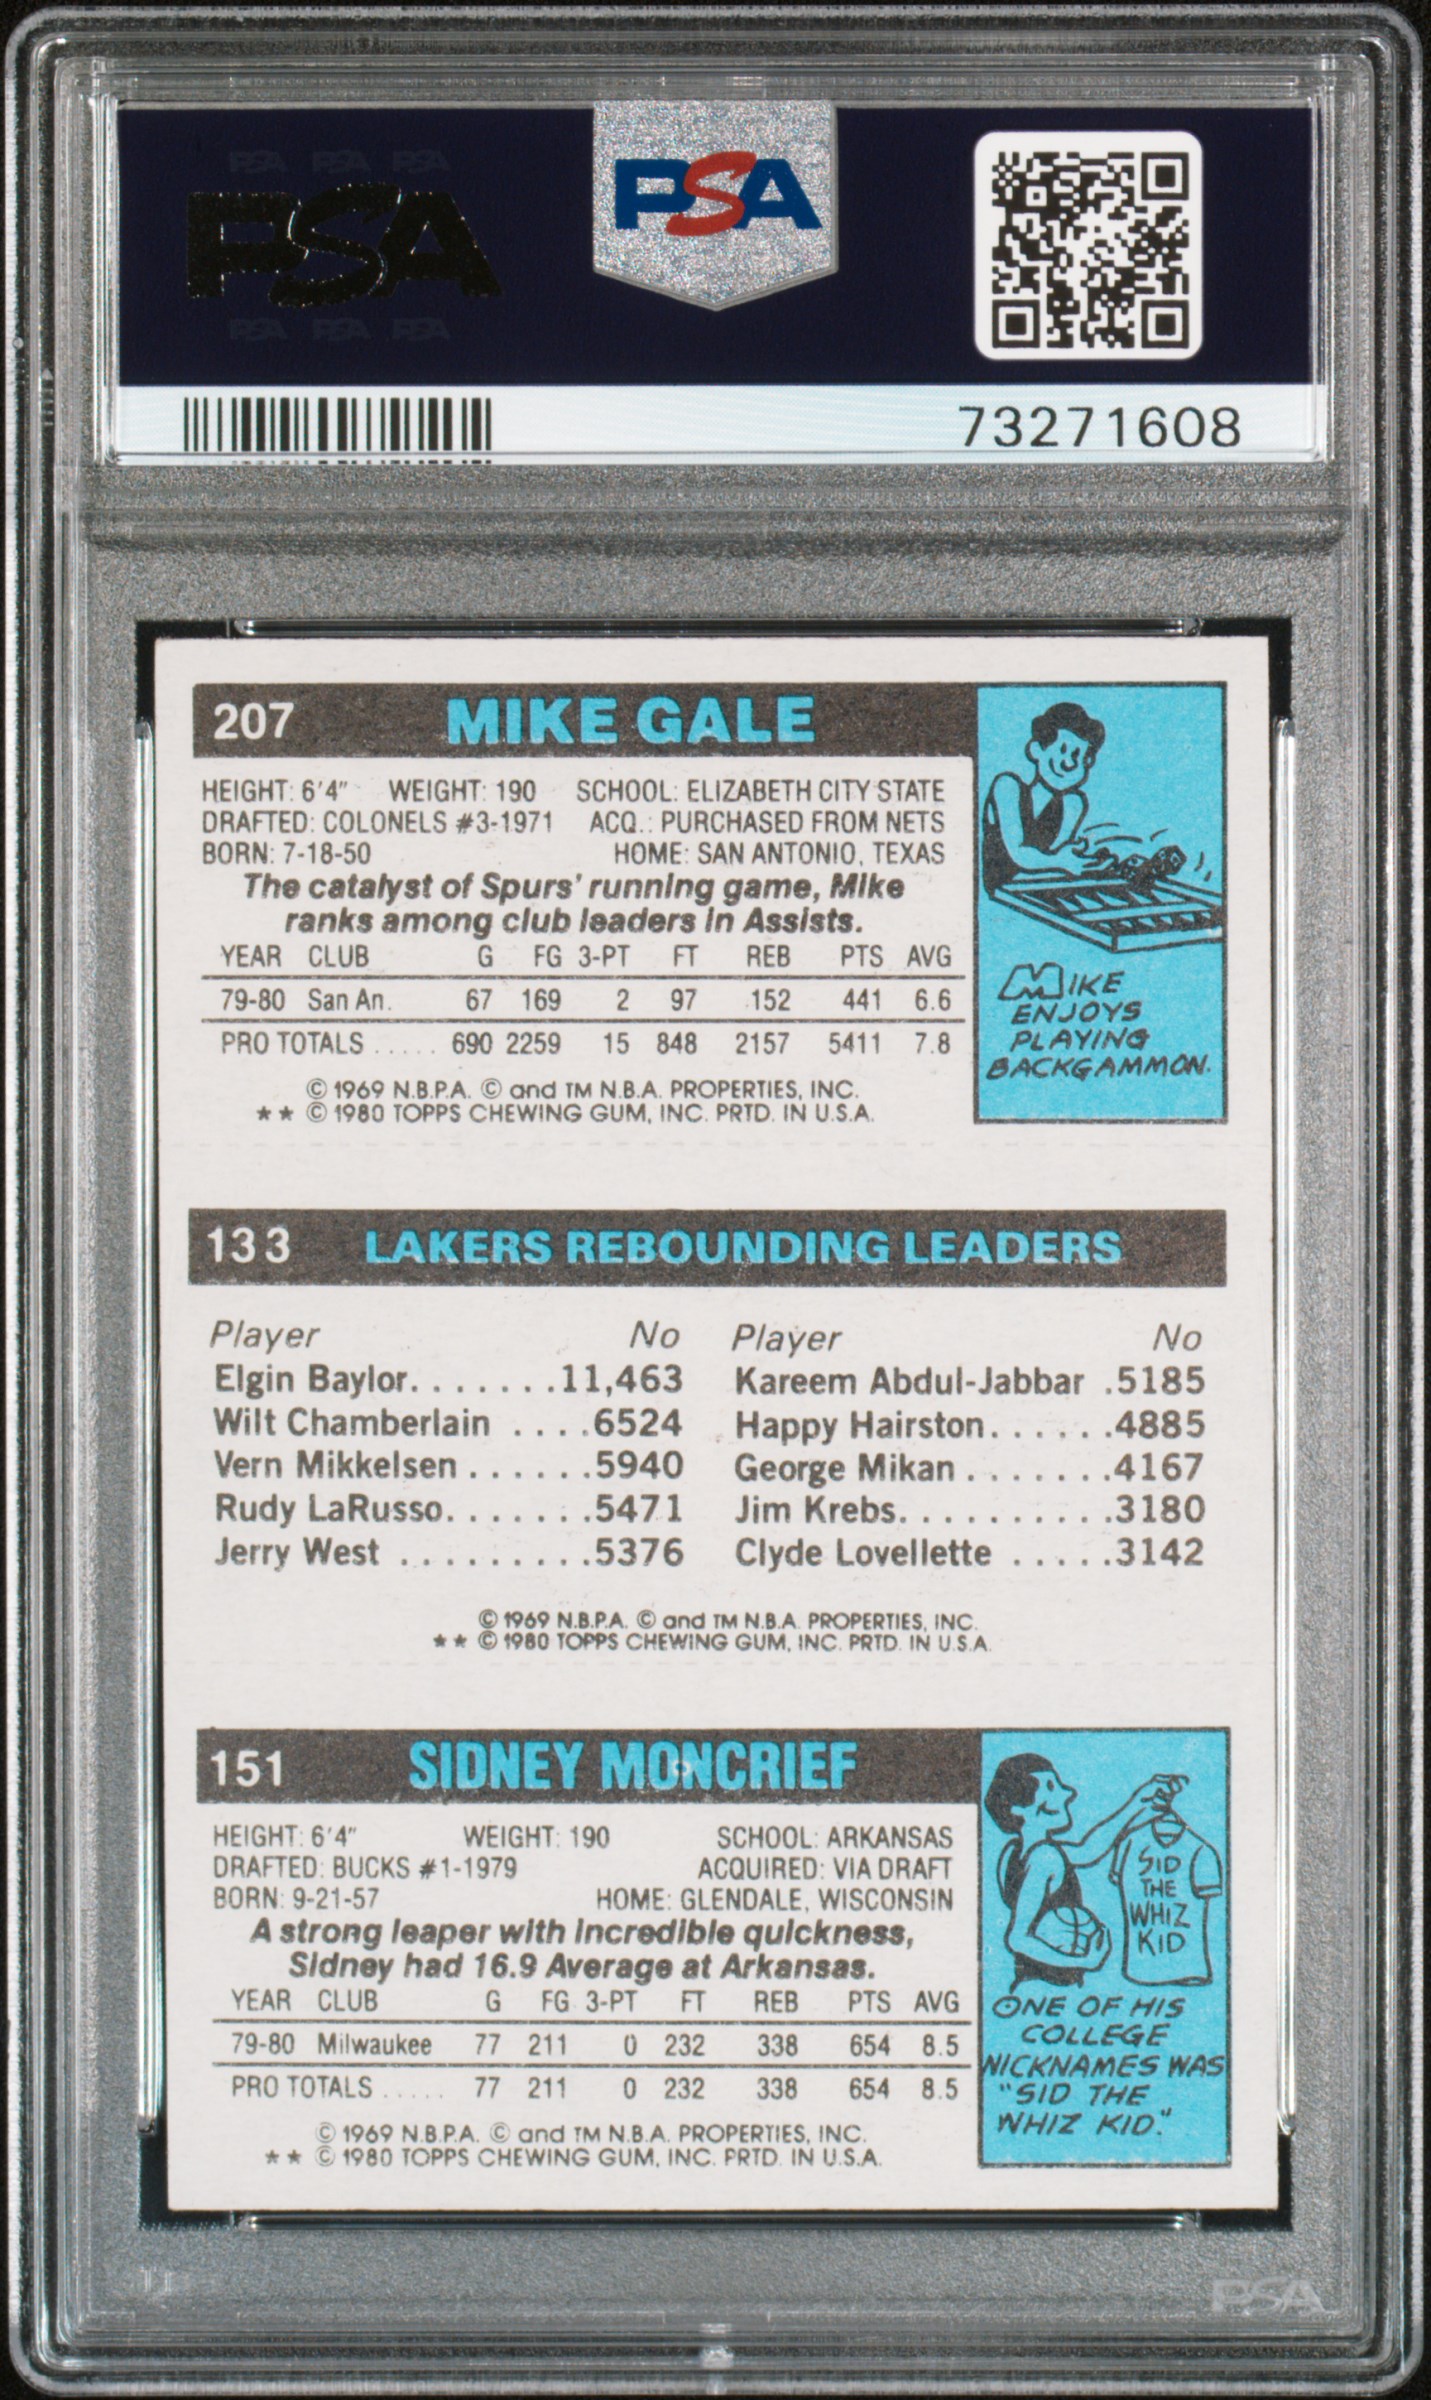 PSA PSA PSA
PSA
PSA PSA PSA
PSA
73271608
207 MIKE GALE
HEIGHT: 6'4" WEIGHT: 190 SCHOOL: ELIZABETH CITY STATE
DRAFTED: COLONELS #3-1971 ACQ.: PURCHASED FROM NETS
BORN: 7-18-50 HOME: SAN ANTONIO, TEXAS
The catalyst of Spurs' running game, Mike
ranks among club leaders in Assists.
YEAR CLUB G FG 3-PT FT REB PTS AVG
79-80 San An. 67 169 2 97 152 441 6.6
PRO TOTALS ..... 690 2259 15 848 2157 5411 7.8
© 1969 N.B.P.A. © and TM N.B.A. PROPERTIES, INC.
★★ © 1980 TOPPS CHEWING GUM, INC. PRTD. IN U.S.A.
MIKE
ENJOYS
PLAYING
BACKGAMMON.
133 LAKERS REBOUNDING LEADERS
Player No Player No
Elgin Baylor.......11,463 Kareem Abdul-Jabbar .5185
Wilt Chamberlain ....6524 Happy Hairston......4885
Vern Mikkelsen......5940 George Mikan.......4167
Rudy LaRusso.......5471 Jim Krebs..........3180
Jerry West .........5376 Clyde Lovellette .....3142
© 1969 N.B.P.A. © and TM N.B.A. PROPERTIES, INC.
★★ © 1980 TOPPS CHEWING GUM, INC. PRTD. IN U.S.A.
151 SIDNEY MONCRIEF
HEIGHT: 6'4" WEIGHT: 190 SCHOOL: ARKANSAS
DRAFTED: BUCKS #1-1979 ACQUIRED: VIA DRAFT
BORN: 9-21-57 HOME: GLENDALE, WISCONSIN
A strong leaper with incredible quickness,
Sidney had 16.9 Average at Arkansas.
YEAR CLUB G FG 3-PT FT REB PTS AVG
79-80 Milwaukee 77 211 0 232 338 654 8.5
PRO TOTALS ..... 77 211 0 232 338 654 8.5
© 1969 N.B.P.A. © and TM N.B.A. PROPERTIES, INC.
★★ © 1980 TOPPS CHEWING GUM, INC. PRTD. IN U.S.A.
SID
THE
WHIZ
KID
ONE OF HIS
COLLEGE
NICKNAMES WAS
"SID THE
WHIZ KID."
PSA